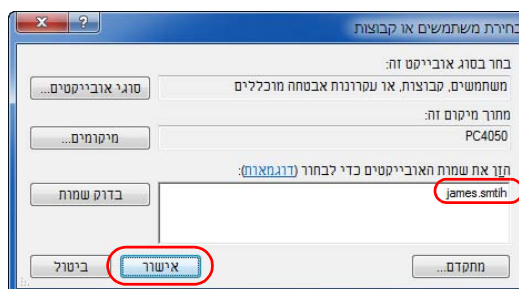 בחירת משתמשים או קבוצות
בחר בסוג אובייקט זה:
משתמשים, קבוצות, או עקרונות אבטחה מוכללים
סוגי אובייקטים...
מתוך מיקום זה:
PC4050
מיקומים...
הזן את שמות האובייקטים כדי לבחור (דוגמאות):
james.smtih
בדוק שמות
מתקדם...
אישור
ביטול